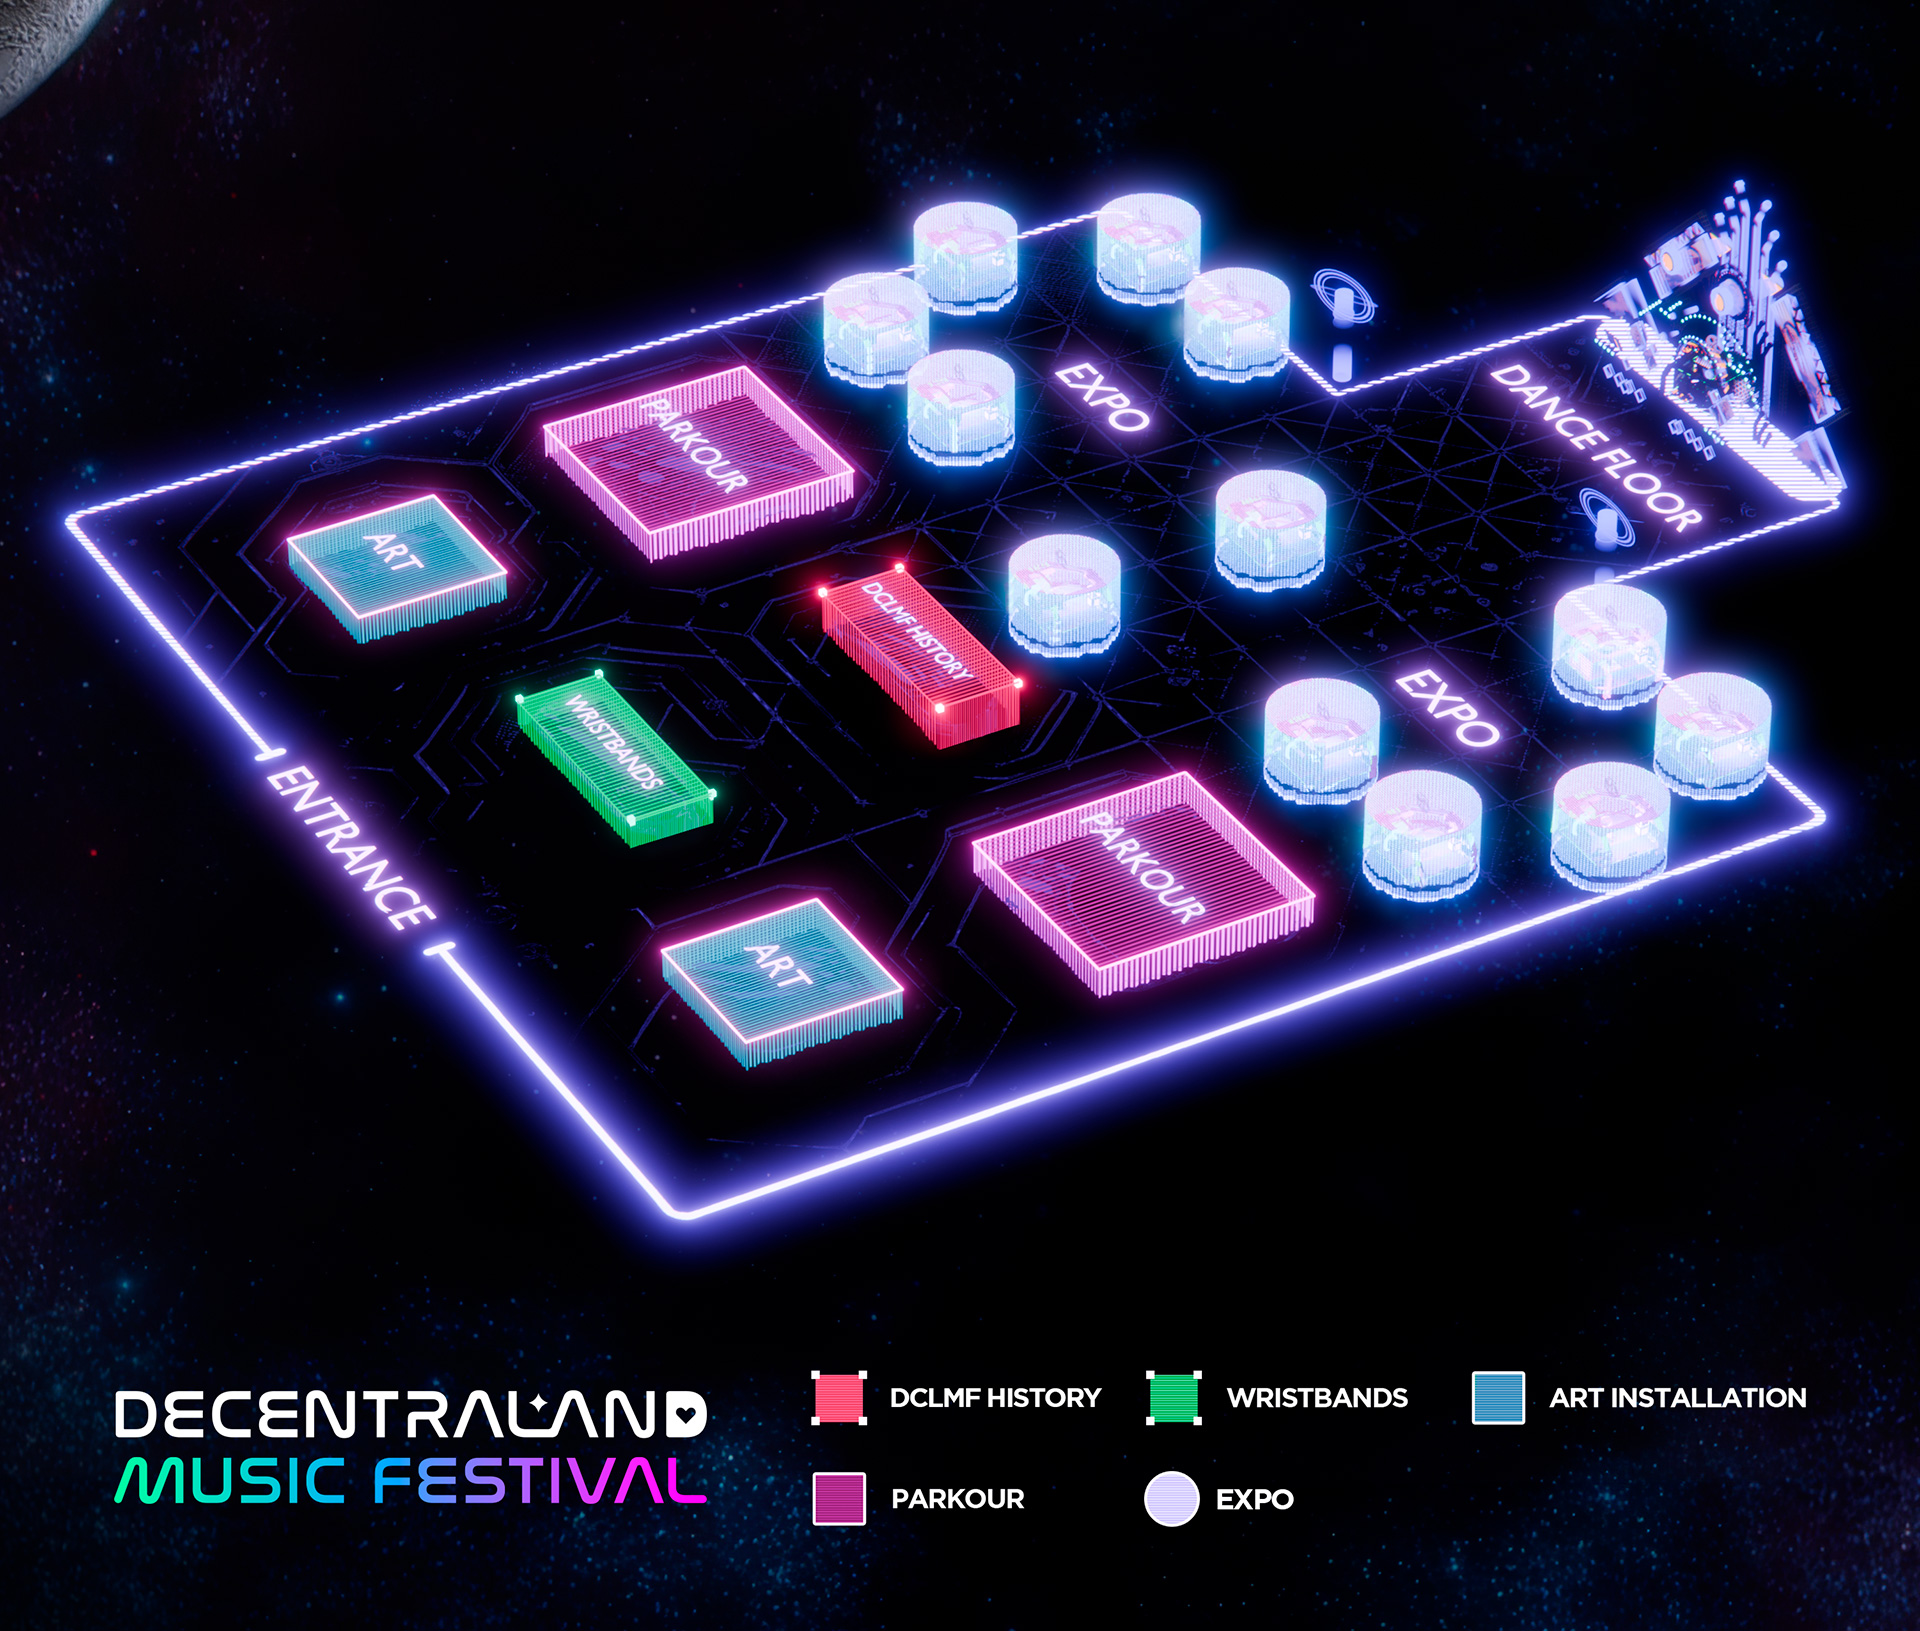 EXPO
DANCE FLOOR
PARKOUR
ART
DCLMF HISTORY
WRISTBANDS
EXPO
ENTRANCE
PARKOUR
ART
DECENTRALAND
MUSIC FESTIVAL
DCLMF HISTORY
WRISTBANDS
ART INSTALLATION
PARKOUR
EXPO